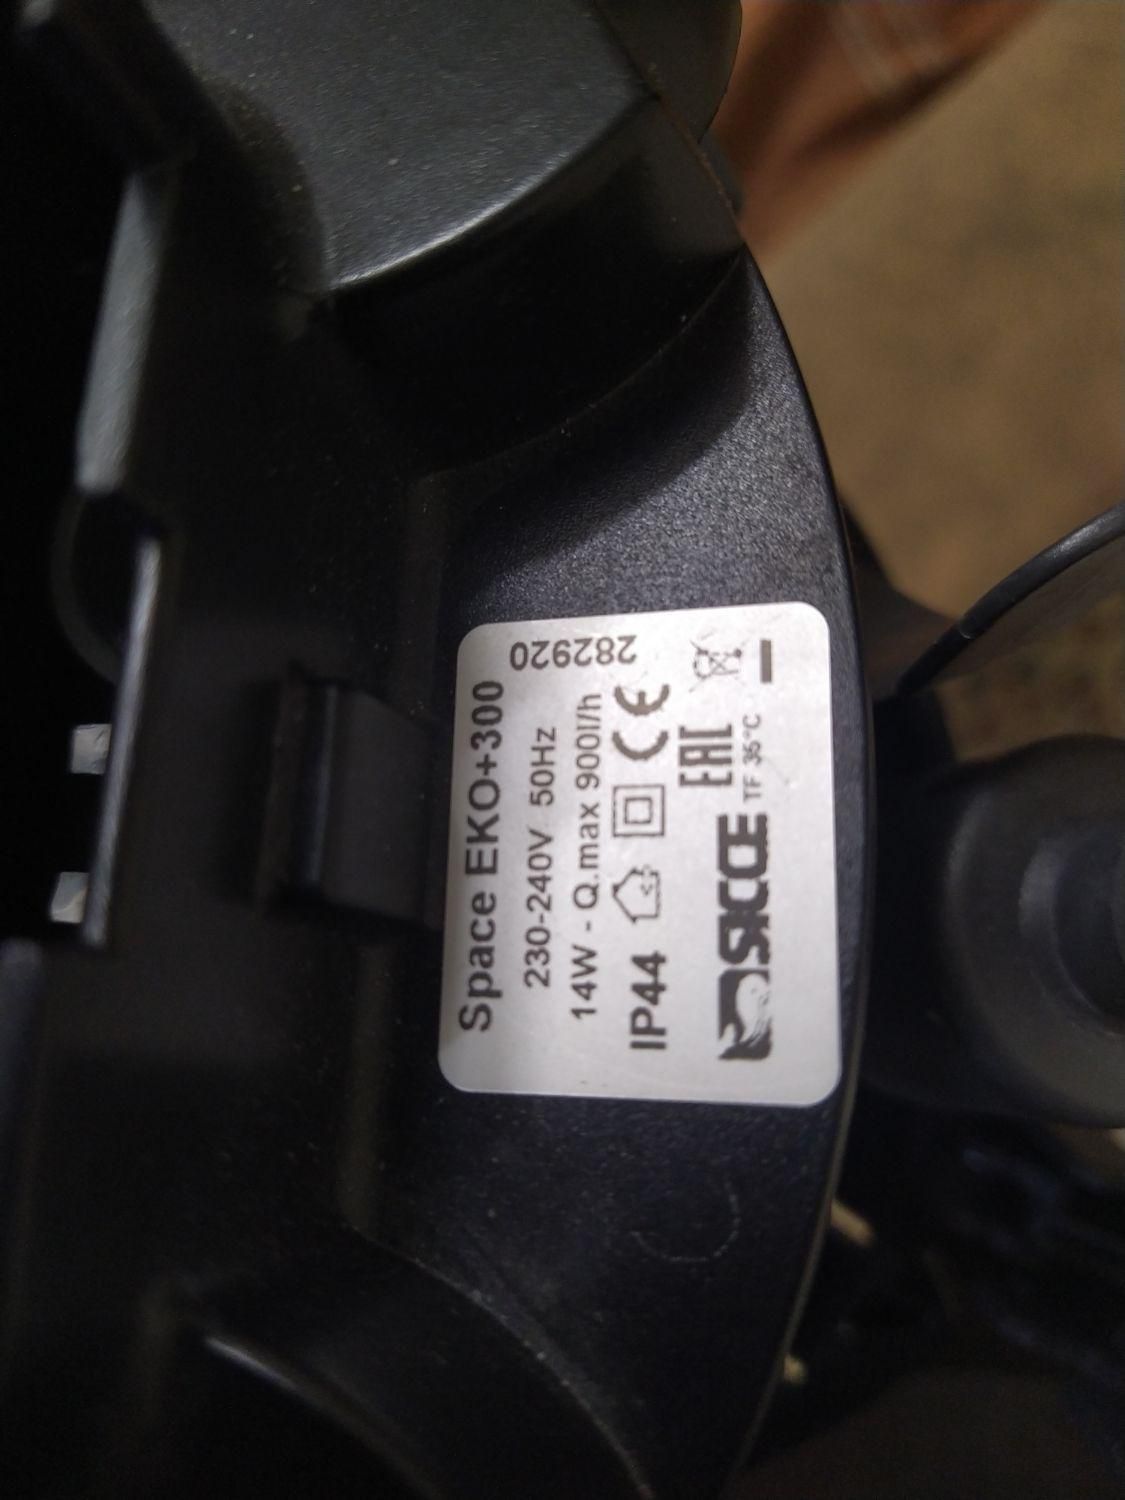 Space EKO+300
230-240V 50Hz
14W - Q.max 900l/h
IP44 CE
EAC
SICCE TF 35°C
282920